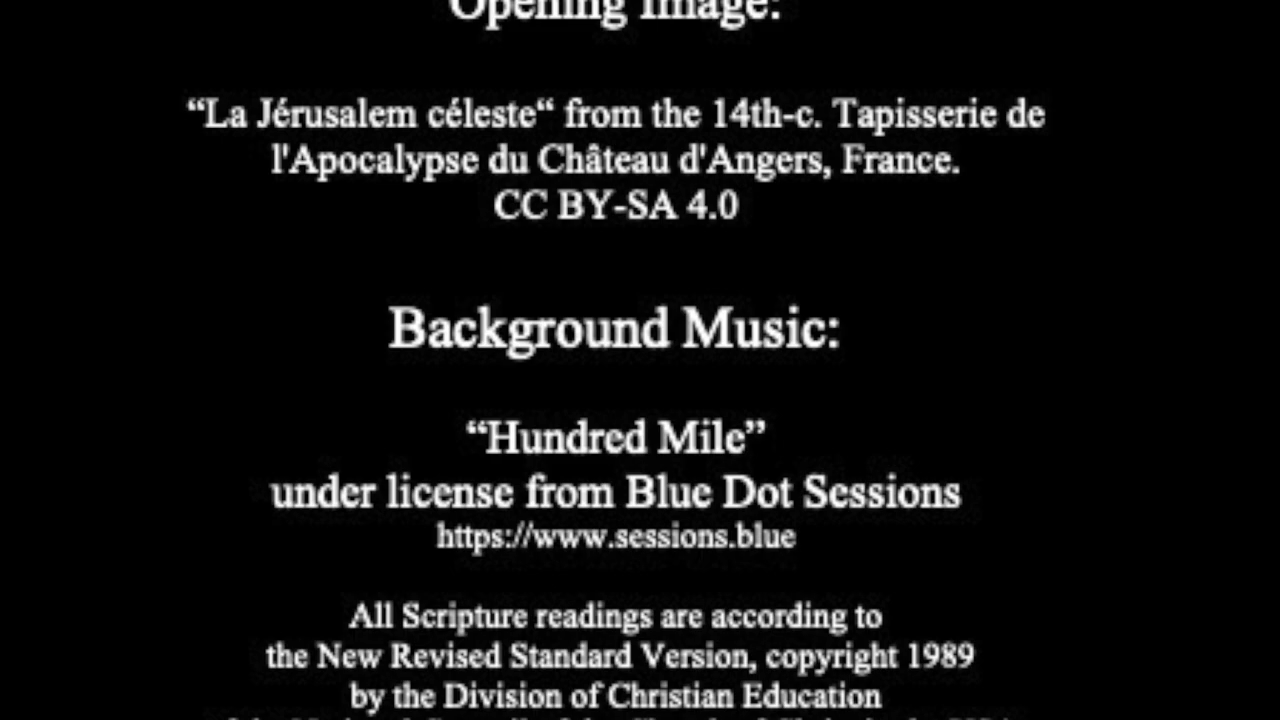 Opening Image:
“La Jérusalem céleste“ from the 14th-c. Tapisserie de
l'Apocalypse du Château d'Angers, France.
CC BY-SA 4.0
Background Music:
“Hundred Mile”
under license from Blue Dot Sessions
https://www.sessions.blue
All Scripture readings are according to
the New Revised Standard Version, copyright 1989
by the Division of Christian Education